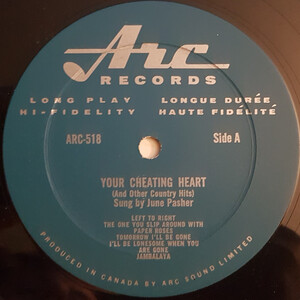 Arc
RECORDS
LONG PLAY LONGUE DURÉE
HI-FIDELITY HAUTE FIDÉLITÉ
ARC-518 Side A
YOUR CHEATING HEART
(And Other Country Hits)
Sung by June Pasher
LEFT TO RIGHT
THE ONE YOU SLIP AROUND WITH
PAPER ROSES
TOMORROW I'LL BE GONE
I'LL BE LONESOME WHEN YOU
ARE GONE
JAMBALAYA
PRODUCED IN CANADA BY ARC SOUND LIMITED